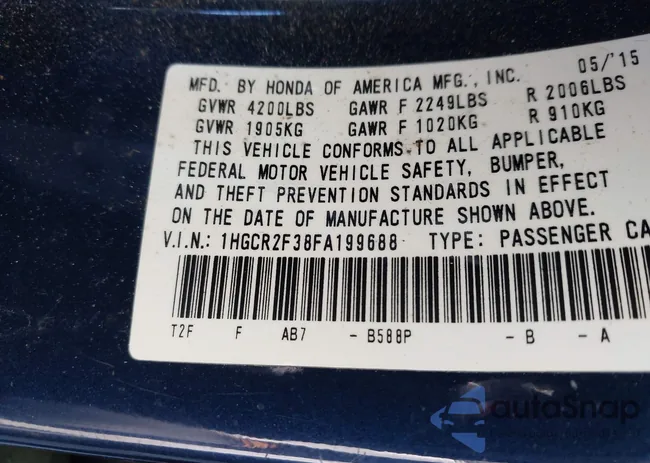 05/'15
MFD. BY HONDA OF AMERICA MFG., INC.
GVWR 4200LBS GAWR F 2249LBS R 2006LBS
GVWR 1905KG GAWR F 1020KG R 910KG
THIS VEHICLE CONFORMS TO ALL APPLICABLE
FEDERAL MOTOR VEHICLE SAFETY, BUMPER,
AND THEFT PREVENTION STANDARDS IN EFFECT
ON THE DATE OF MANUFACTURE SHOWN ABOVE.
V.I.N.: 1HGCR2F38FA199688 TYPE: PASSENGER CA
T2F F AB7 - B588P - B - A
autoSnap